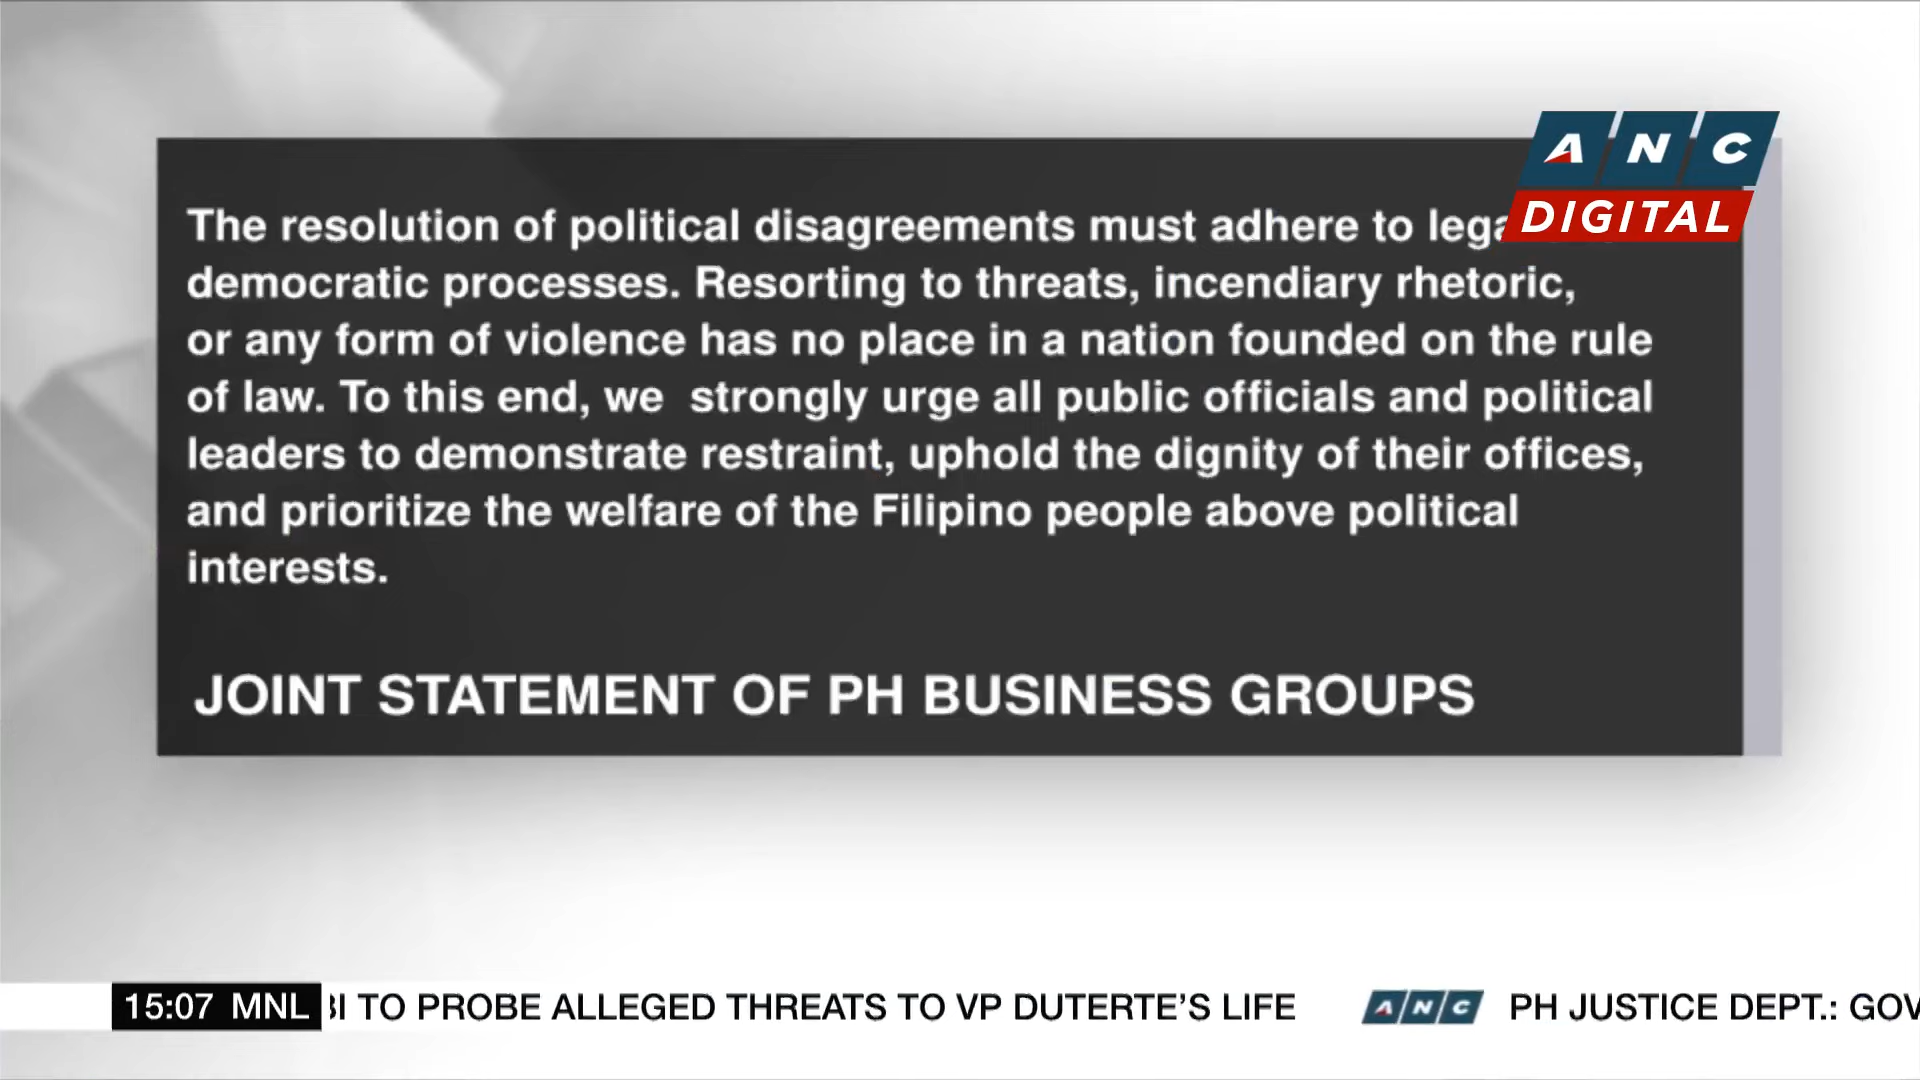 ANC
DIGITAL
The resolution of political disagreements must adhere to
democratic processes. Resorting to threats, incendiary rhetoric,
or any form of violence has no place in a nation founded on the rule
of law. To this end, we strongly urge all public officials and political
leaders to demonstrate restraint, uphold the dignity of their offices,
and prioritize the welfare of the Filipino people above political
interests.
JOINT STATEMENT OF PH BUSINESS GROUPS
15:07 MNL TO PROBE ALLEGED THREATS TO VP DUTERTE'S LIFE ANC PH JUSTICE DEPT.: